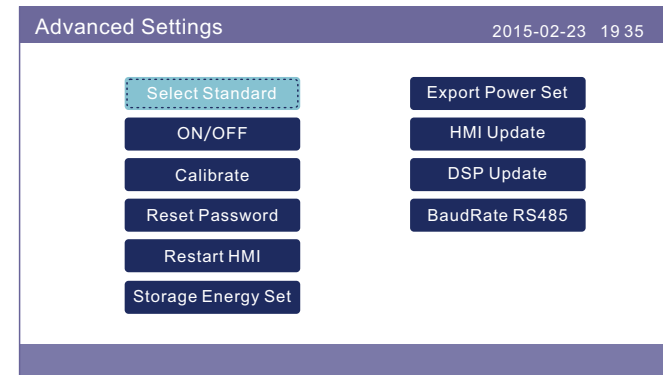 Advanced Settings 2015-02-23 19 35
Select Standard Export Power Set
ON/OFF HMI Update
Calibrate DSP Update
Reset Password BaudRate RS485
Restart HMI
Storage Energy Set